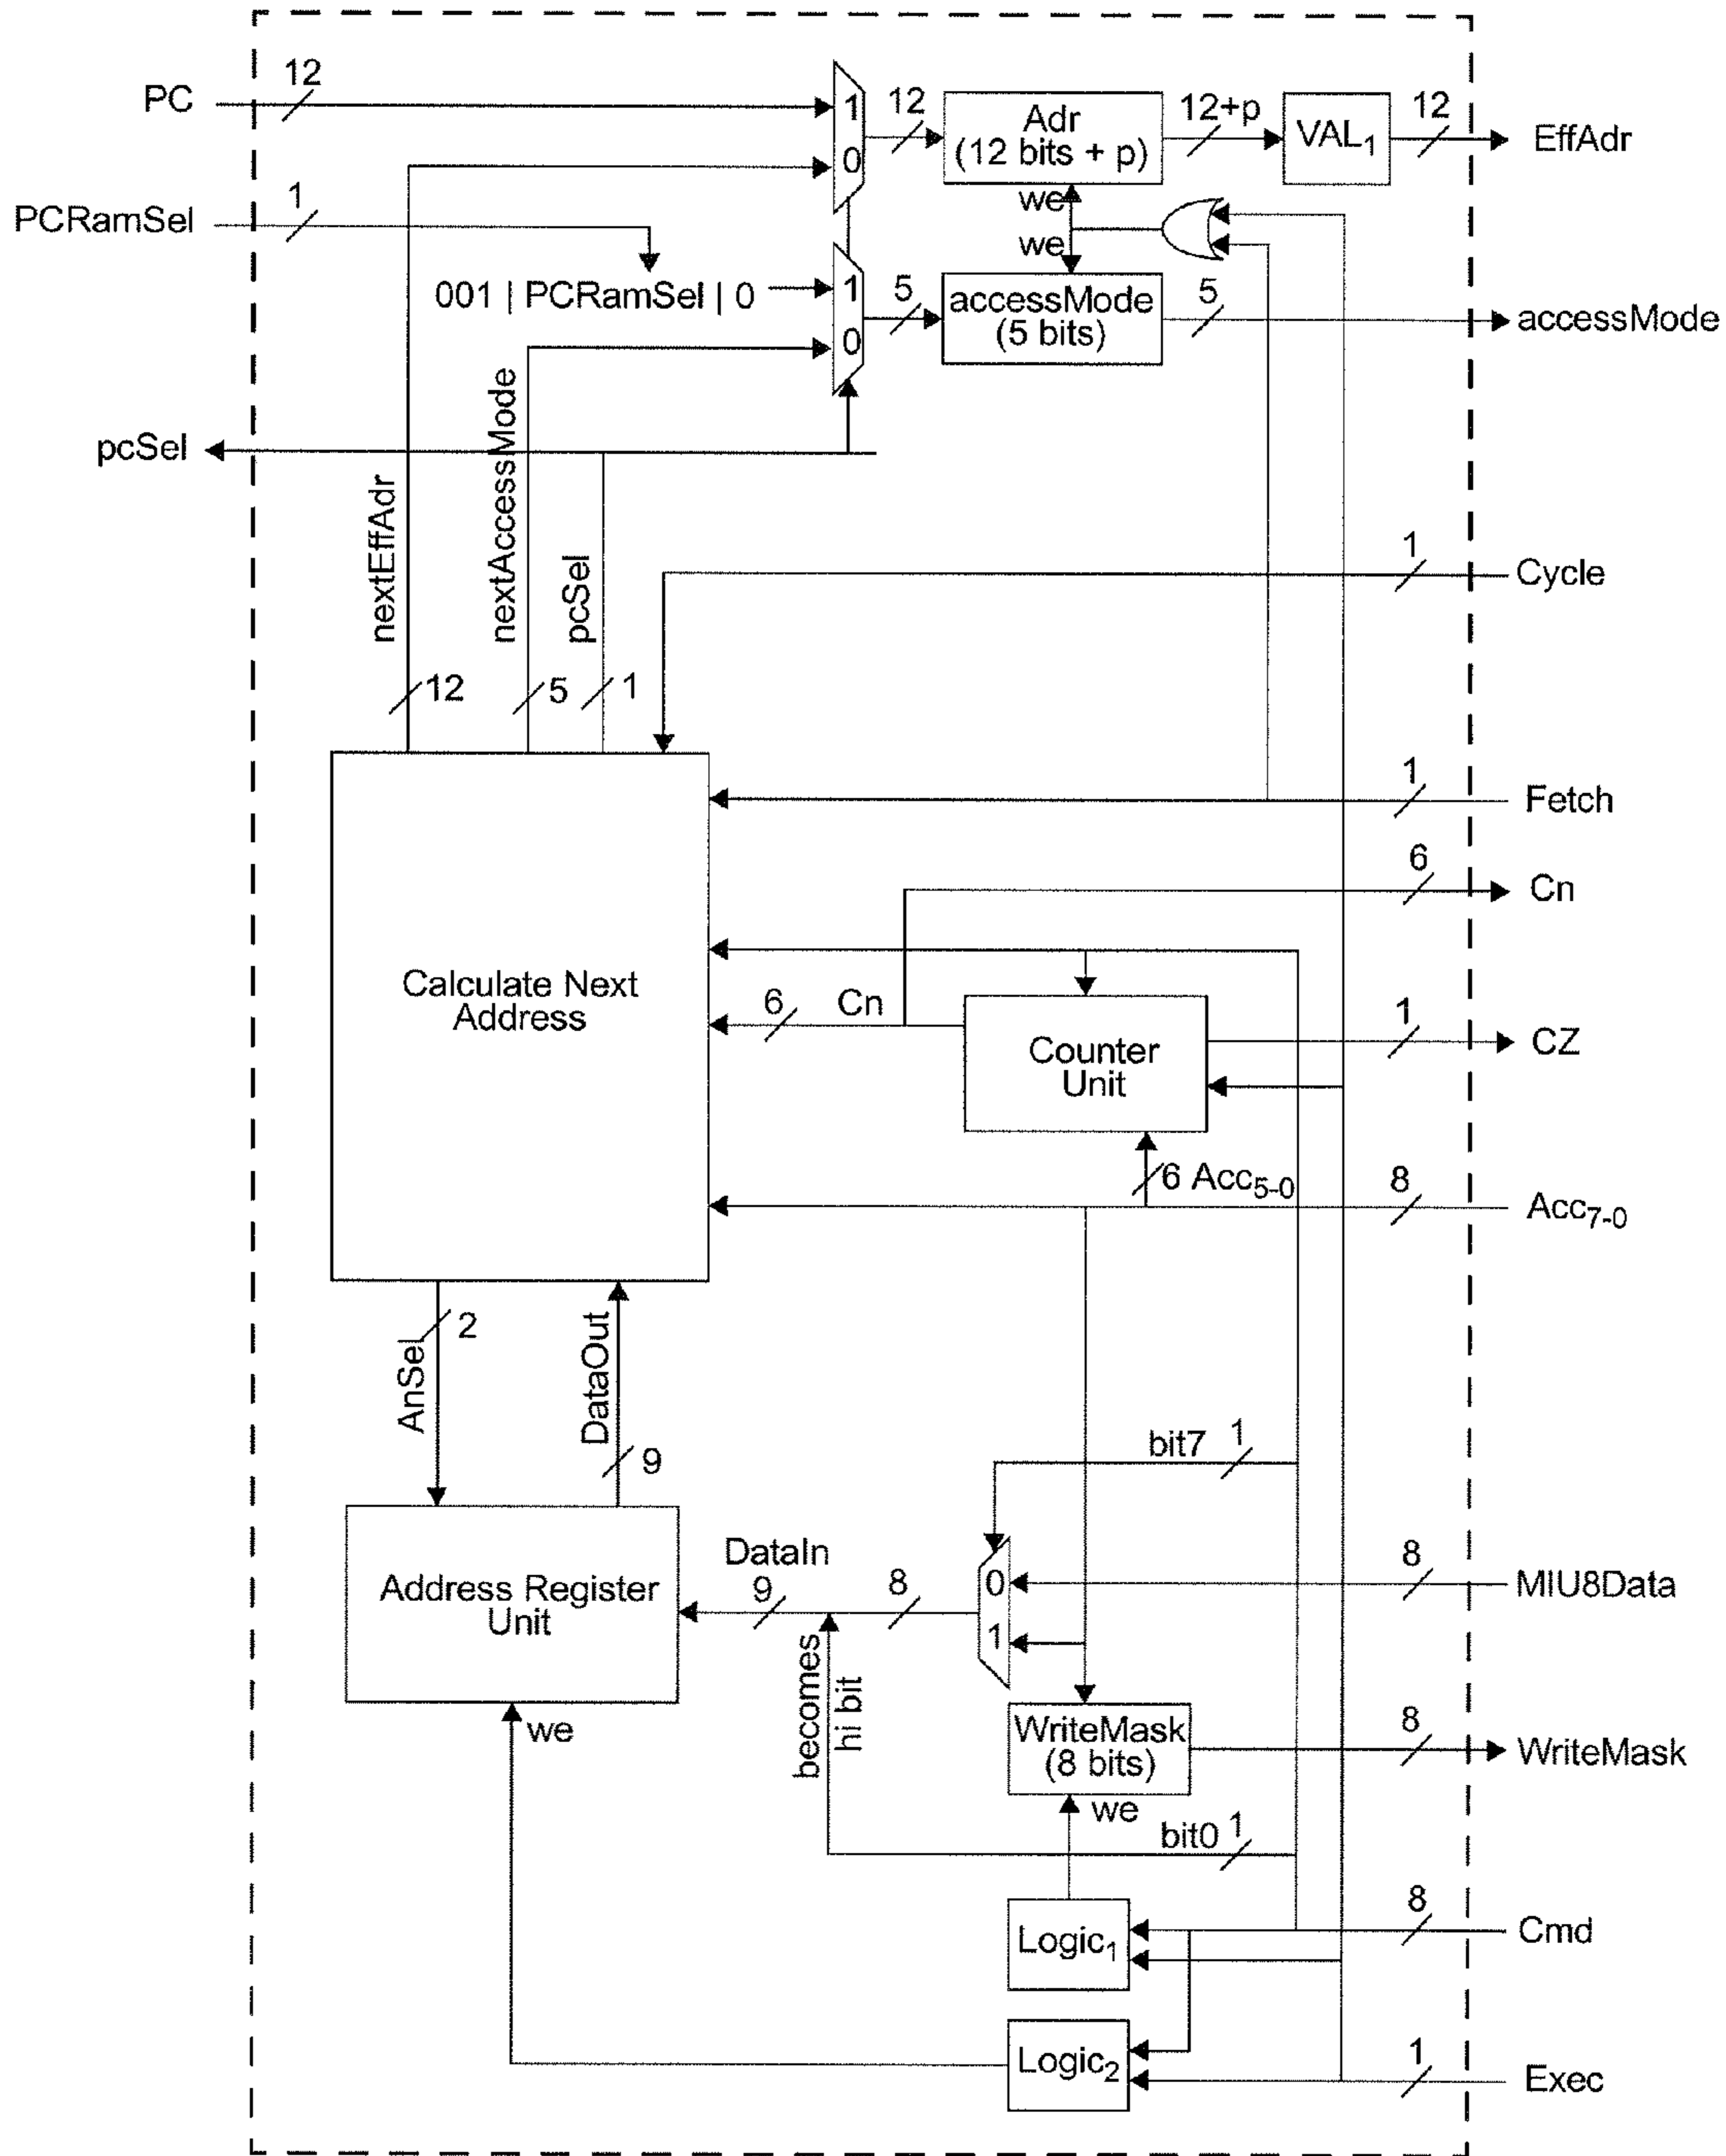 PC
12
1
0
12
Adr
(12 bits + p)
12+p
VAL1
12
EffAdr
PCRamSel
1
we
we
001 | PCRamSel | 0
1
0
5
accessMode
(5 bits)
5
accessMode
pcSel
nextEffAdr
nextAccessMode
pcSel
12
5
1
1
Cycle
1
Fetch
6
Cn
Calculate Next
Address
6
Cn
Counter
Unit
1
CZ
6 Acc5-0
8
Acc7-0
AnSel
2
DataOut
9
bit7
1
Address Register
Unit
DataIn
9
8
0
1
8
MIU8Data
becomes
hi bit
we
WriteMask
(8 bits)
8
WriteMask
we
bit0
1
Logic1
8
Cmd
Logic2
1
Exec